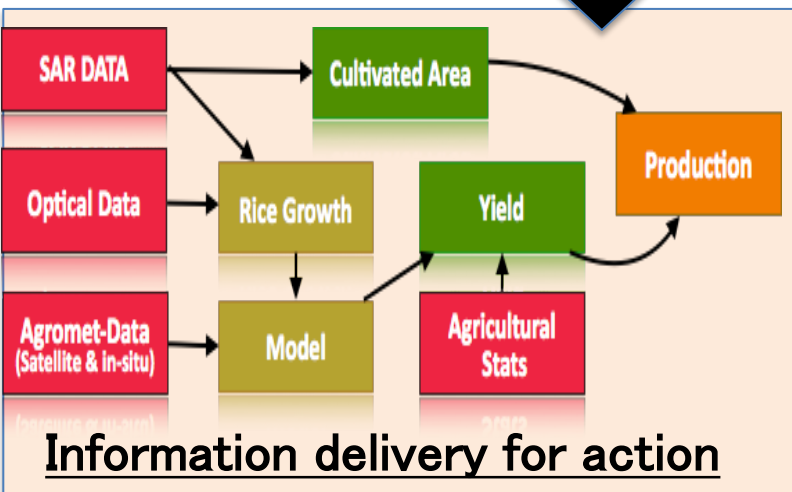 SAR DATA
Cultivated Area
Production
Optical Data
Rice Growth
Yield
Agromet-Data
(Satellite & in-situ)
Model
Agricultural
Stats
Information delivery for action